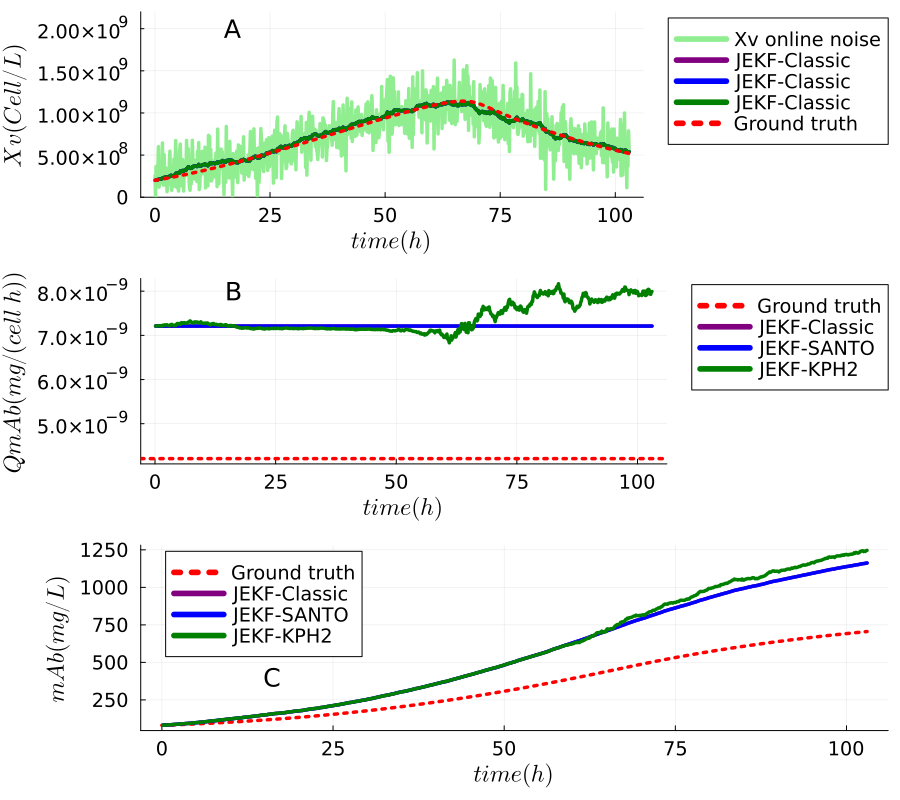 A
2.00×10⁹
1.50×10⁹
1.00×10⁹
5.00×10⁸
0
Xv(Cell/L)
0 25 50 75 100
time(h)
Xv online noise
JEKF-Classic
JEKF-Classic
JEKF-Classic
Ground truth
B
8.0×10⁻⁹
7.0×10⁻⁹
6.0×10⁻⁹
5.0×10⁻⁹
QmAb(mg/(cell h))
0 25 50 75 100
time(h)
Ground truth
JEKF-Classic
JEKF-SANTO
JEKF-KPH2
1250
1000
750
500
250
mAb(mg/L)
Ground truth
JEKF-Classic
JEKF-SANTO
JEKF-KPH2
C
0 25 50 75 100
time(h)